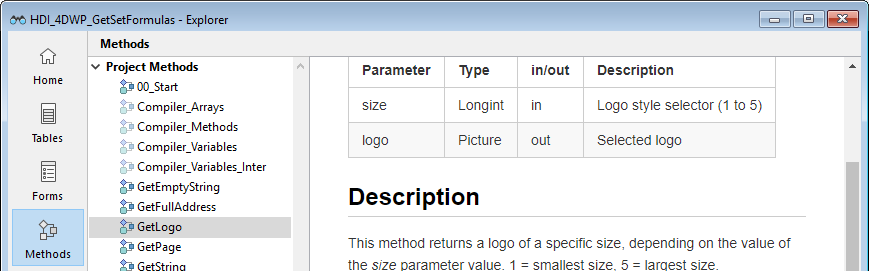 HDI_4DWP_GetSetFormulas - Explorer
Home
Tables
Forms
Methods
Methods
Project Methods
00_Start
Compiler_Arrays
Compiler_Methods
Compiler_Variables
Compiler_Variables_Inter
GetEmptyString
GetFullAddress
GetLogo
GetPage
GetString
Parameter Type in/out Description
size Longint in Logo style selector (1 to 5)
logo Picture out Selected logo
Description
This method returns a logo of a specific size, depending on the value of
the size parameter value. 1 = smallest size, 5 = largest size.